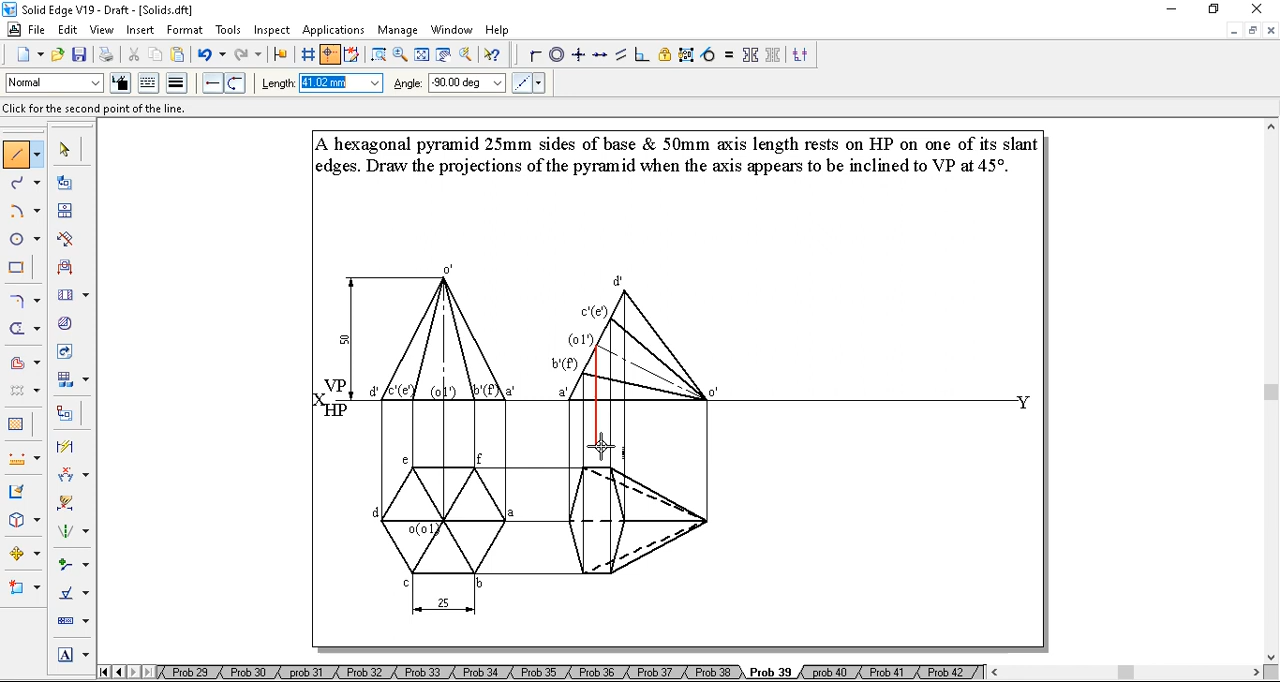 Solid Edge V19 - Draft - [Solids.dft]
File Edit View Insert Format Tools Inspect Applications Manage Window Help
Normal Length: 41.02 mm Angle: -90.00 deg
Click for the second point of the line.
A hexagonal pyramid 25mm sides of base & 50mm axis length rests on HP on one of its slant
edges. Draw the projections of the pyramid when the axis appears to be inclined to VP at 45°.
o'
d'
c'(e')
50
(o1')
b'(f')
VP
d' c'(e') (o1') b'(f') a' a' o'
X Y
HP
e f
d a
o(o1)
c b
25
A
Prob 29 Prob 30 prob 31 Prob 32 Prob 33 Prob 34 Prob 35 Prob 36 Prob 37 Prob 38 Prob 39 prob 40 Prob 41 Prob 42